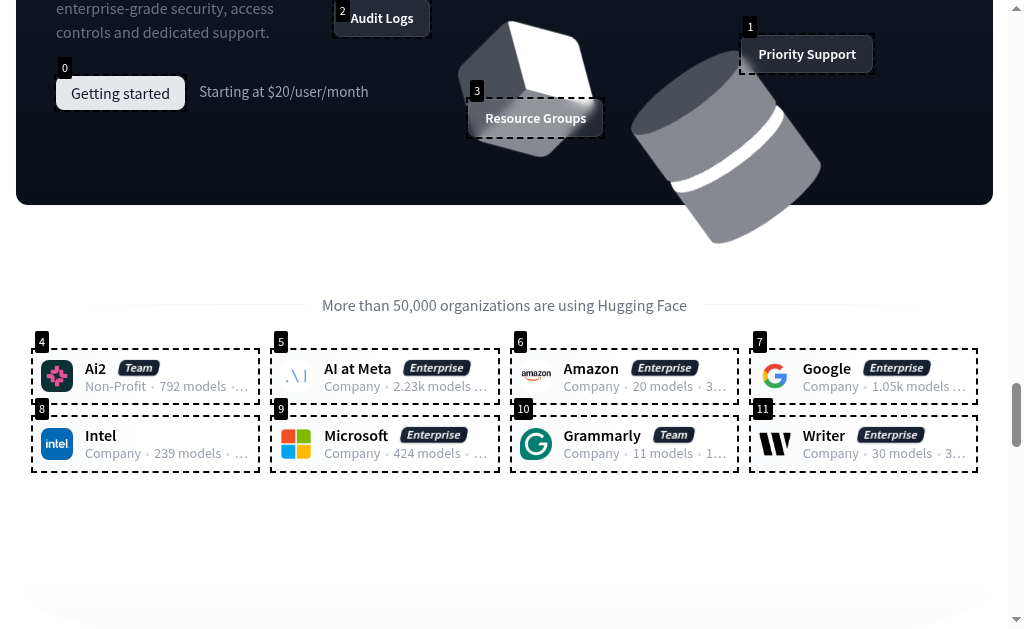 enterprise-grade security, access
controls and dedicated support.
0
Getting started
Starting at $20/user/month
2
Audit Logs
1
Priority Support
3
Resource Groups
More than 50,000 organizations are using Hugging Face
4
Ai2 Team
Non-Profit • 792 models •…
5
AI at Meta Enterprise
Company • 2.23k models …
6
amazon
Amazon Enterprise
Company • 20 models • 3…
7
Google Enterprise
Company • 1.05k models …
8
intel
Intel
Company • 239 models • …
9
Microsoft Enterprise
Company • 424 models • …
10
Grammarly Team
Company • 11 models • 1…
11
Writer Enterprise
Company • 30 models • 3…